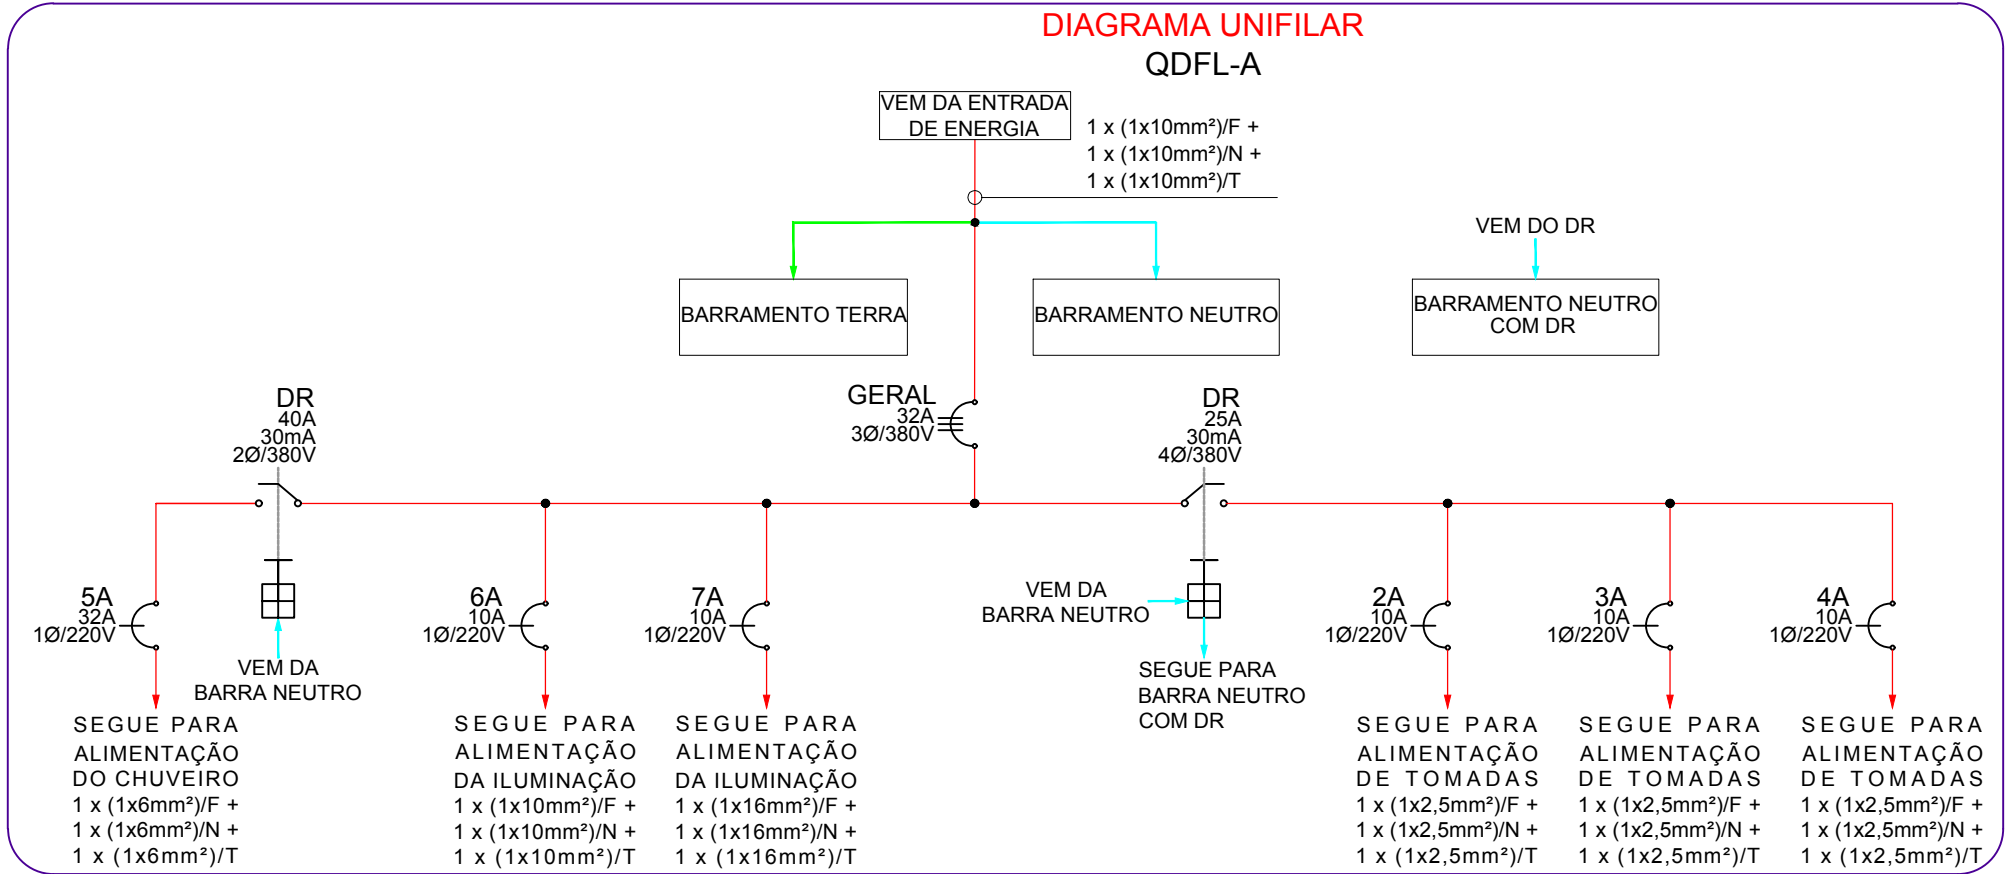 DIAGRAMA UNIFILAR
QDFL-A
VEM DA ENTRADA
DE ENERGIA
1 x (1x10mm²)/F +
1 x (1x10mm²)/N +
1 x (1x10mm²)/T
VEM DO DR
BARRAMENTO TERRA
BARRAMENTO NEUTRO
BARRAMENTO NEUTRO
COM DR
DR
40A
30mA
2Ø/380V
GERAL
32A
3Ø/380V
DR
25A
30mA
4Ø/380V
5A
32A
1Ø/220V
VEM DA
BARRA NEUTRO
6A
10A
1Ø/220V
7A
10A
1Ø/220V
VEM DA
BARRA NEUTRO
SEGUE PARA
BARRA NEUTRO
COM DR
2A
10A
1Ø/220V
3A
10A
1Ø/220V
4A
10A
1Ø/220V
SEGUE PARA
ALIMENTAÇÃO
DO CHUVEIRO
1 x (1x6mm²)/F +
1 x (1x6mm²)/N +
1 x (1x6mm²)/T
SEGUE PARA
ALIMENTAÇÃO
DA ILUMINAÇÃO
1 x (1x10mm²)/F +
1 x (1x10mm²)/N +
1 x (1x10mm²)/T
SEGUE PARA
ALIMENTAÇÃO
DA ILUMINAÇÃO
1 x (1x16mm²)/F +
1 x (1x16mm²)/N +
1 x (1x16mm²)/T
SEGUE PARA
ALIMENTAÇÃO
DE TOMADAS
1 x (1x2,5mm²)/F +
1 x (1x2,5mm²)/N +
1 x (1x2,5mm²)/T
SEGUE PARA
ALIMENTAÇÃO
DE TOMADAS
1 x (1x2,5mm²)/F +
1 x (1x2,5mm²)/N +
1 x (1x2,5mm²)/T
SEGUE PARA
ALIMENTAÇÃO
DE TOMADAS
1 x (1x2,5mm²)/F +
1 x (1x2,5mm²)/N +
1 x (1x2,5mm²)/T